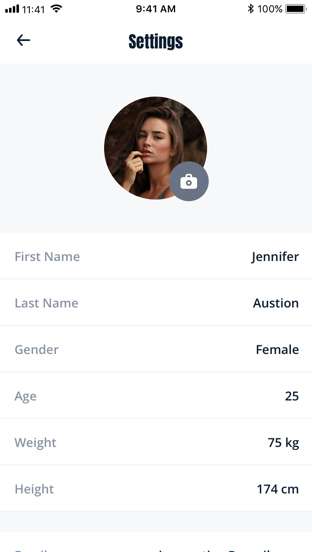 11:41 9:41 AM 100%
Settings
First Name Jennifer
Last Name Austion
Gender Female
Age 25
Weight 75 kg
Height 174 cm